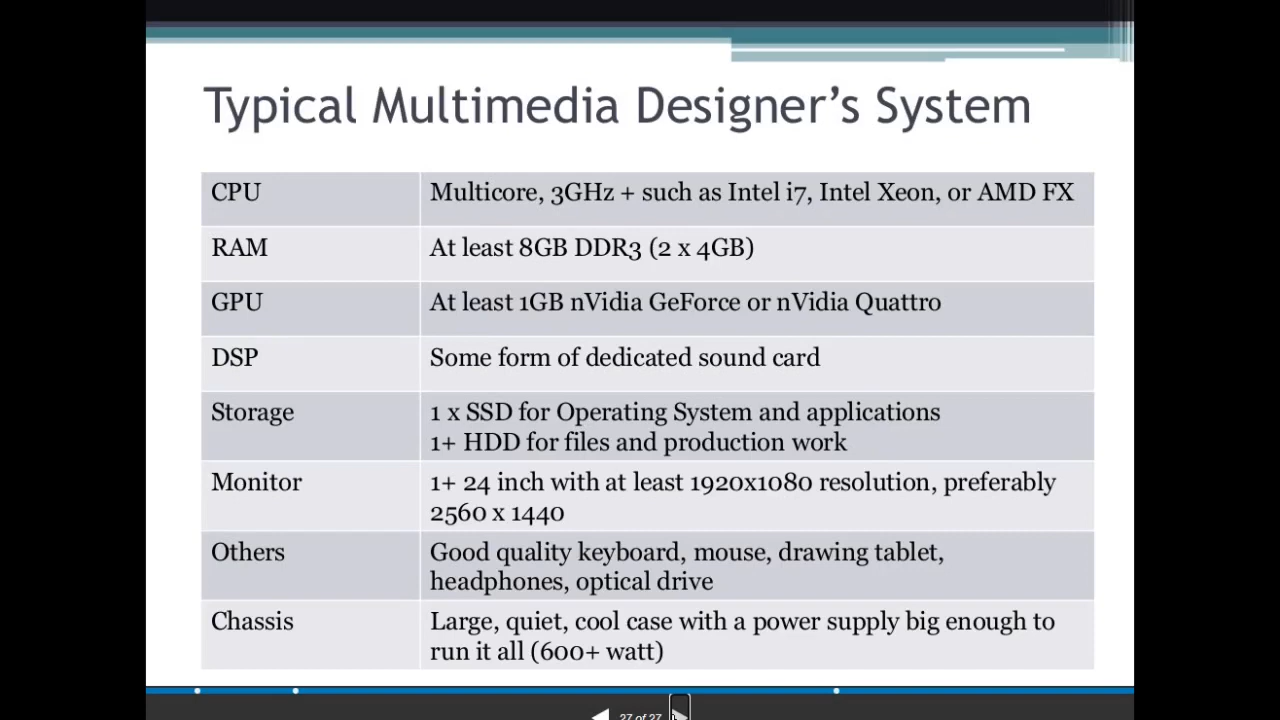 Typical Multimedia Designer's System
CPU
Multicore, 3GHz + such as Intel i7, Intel Xeon, or AMD FX
RAM
At least 8GB DDR3 (2 x 4GB)
GPU
At least 1GB nVidia GeForce or nVidia Quattro
DSP
Some form of dedicated sound card
Storage
1 x SSD for Operating System and applications
1+ HDD for files and production work
Monitor
1+ 24 inch with at least 1920x1080 resolution, preferably
2560 x 1440
Others
Good quality keyboard, mouse, drawing tablet,
headphones, optical drive
Chassis
Large, quiet, cool case with a power supply big enough to
run it all (600+ watt)
27 of 27